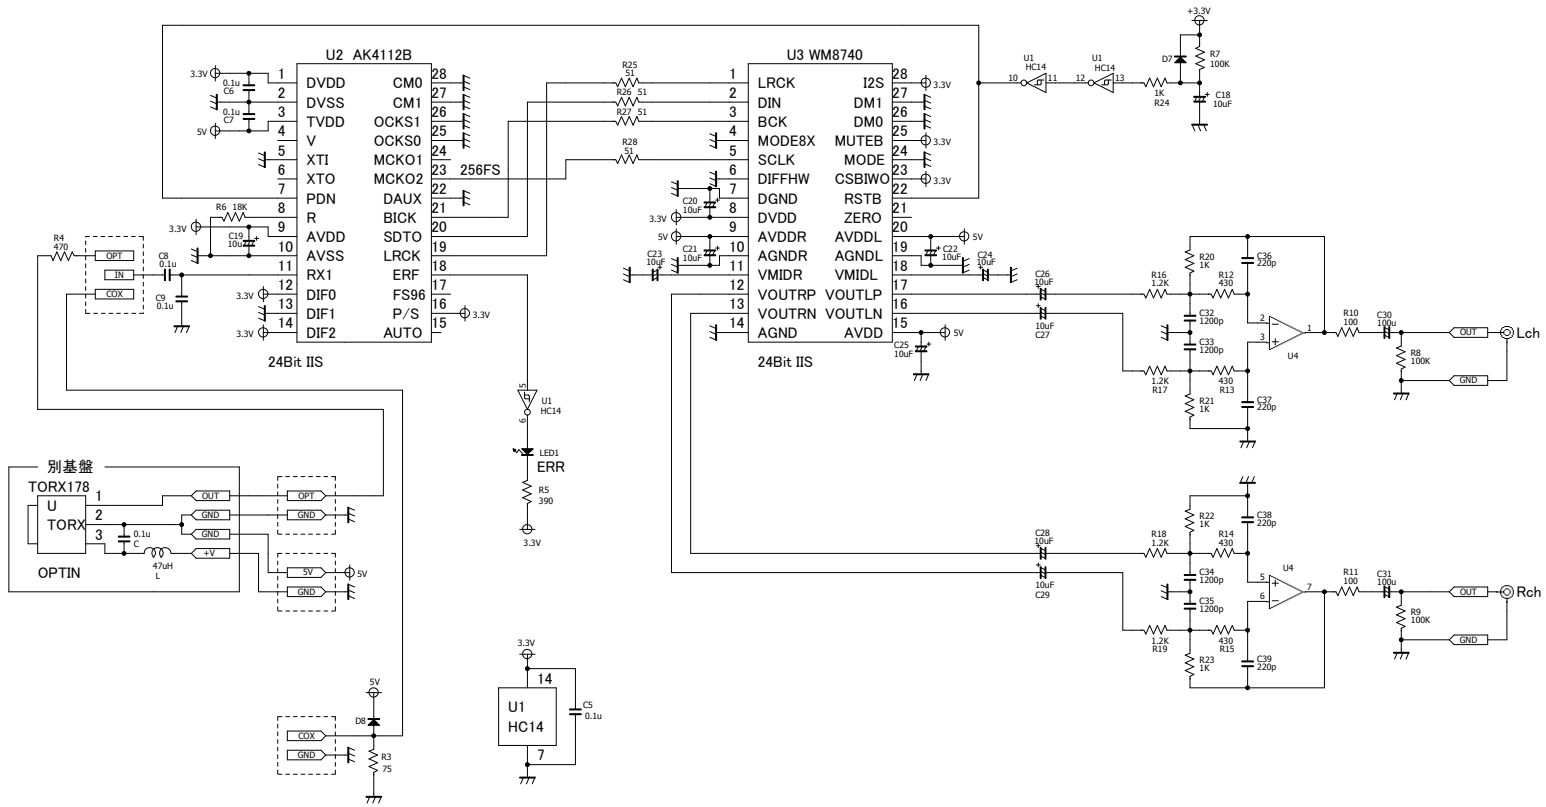 +3.3V
D7
R7
100K
U1
HC14
10
11
U1
HC14
12
13
1K
R24
C18
10uF
U2 AK4112B
3.3V
0.1u
C6
0.1u
C7
5V
1 DVDD CM0 28
2 DVSS CM1 27
3 TVDD OCKS1 26
4 V OCKS0 25
5 XTI MCKO1 24
6 XTO MCKO2 23
256FS
7 PDN DAUX 22
8 R BICK 21
9 AVDD SDTO 20
10 AVSS LRCK 19
11 RX1 ERF 18
12 DIF0 FS96 17
13 DIF1 P/S 16
14 DIF2 AUTO 15
24Bit IIS
R6 18K
3.3V
C19
10u
3.3V
3.3V
3.3V
R4
470
OPT
IN
COX
C8
0.1u
C9
0.1u
R25
51
R26 51
R27 51
R28
51
U3 WM8740
1 LRCK I2S 28
2 DIN DM1 27
3 BCK DM0 26
4 MODE8X MUTEB 25
5 SCLK MODE 24
6 DIFFHW CSBIWO 23
7 DGND RSTB 22
8 DVDD ZERO 21
9 AVDDR AVDDL 20
10 AGNDR AGNDL 19
11 VMIDR VMIDL 18
12 VOUTRP VOUTLP 17
13 VOUTRN VOUTLN 16
14 AGND AVDD 15
24Bit IIS
3.3V
3.3V
3.3V
C20
10uF
3.3V
5V
C21
10uF
C23
10uF
5V
C22
10uF
C24
10uF
5V
C25
10uF
C26
10uF
10uF
C27
R16
1.2K
R20
1K
R12
430
C36
220p
C32
1200p
C33
1200p
1.2K
R17
430
R13
R21
1K
C37
220p
2
3
1
U4
R10
100
C30
100u
R8
100K
OUT
GND
Lch
U1
HC14
5
6
LED1
ERR
R5
390
3.3V
別基盤
TORX178
U
TORX
1
2
3
OPTIN
0.1u
C
47uH
L
OUT
GND
GND
+V
OPT
GND
5V
GND
5V
C28
10uF
10uF
C29
R18
1.2K
R22
1K
R14
430
C38
220p
C34
1200p
C35
1200p
1.2K
R19
430
R15
R23
1K
C39
220p
5
6
7
U4
R11
100
C31
100u
R9
100K
OUT
GND
Rch
3.3V
14
U1
HC14
7
C5
0.1u
5V
D8
COX
GND
R3
75